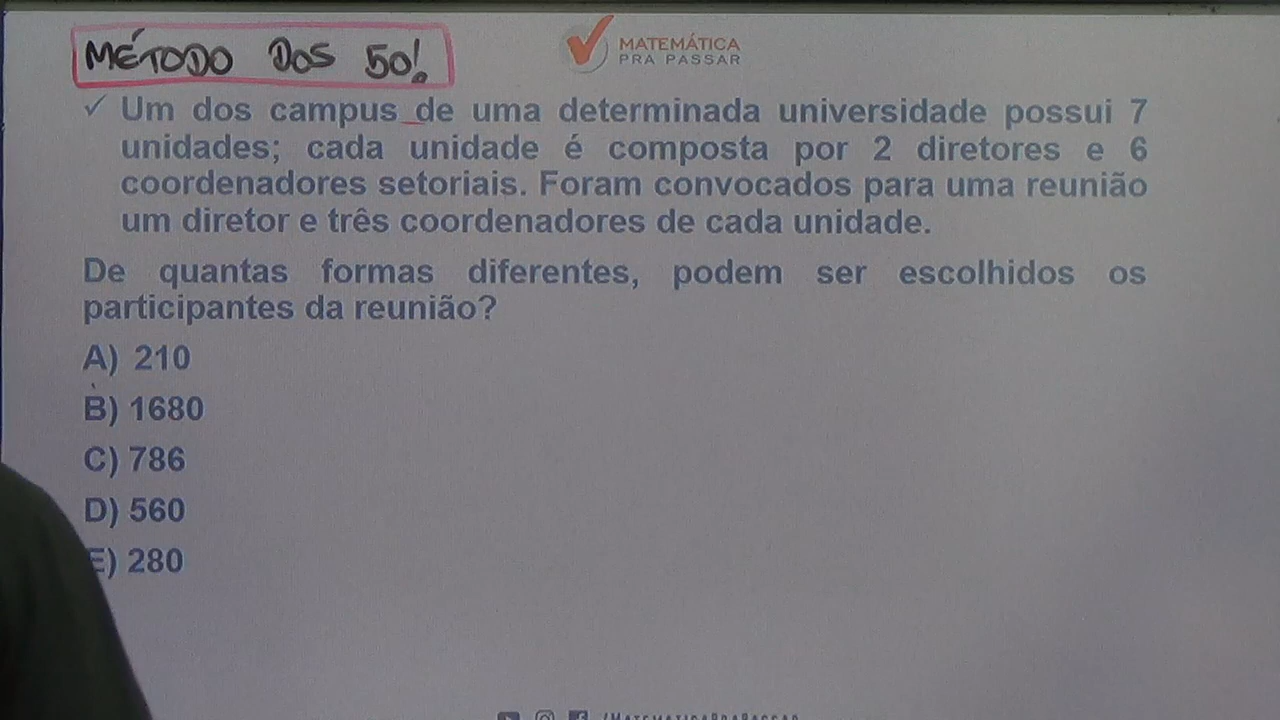 MÉTODO DOS 50!
MATEMÁTICA
PRA PASSAR
✓ Um dos campus de uma determinada universidade possui 7
unidades; cada unidade é composta por 2 diretores e 6
coordenadores setoriais. Foram convocados para uma reunião
um diretor e três coordenadores de cada unidade.
De quantas formas diferentes, podem ser escolhidos os
participantes da reunião?
A) 210
B) 1680
C) 786
D) 560
E) 280
/MATEMATICAPRAPASSAR